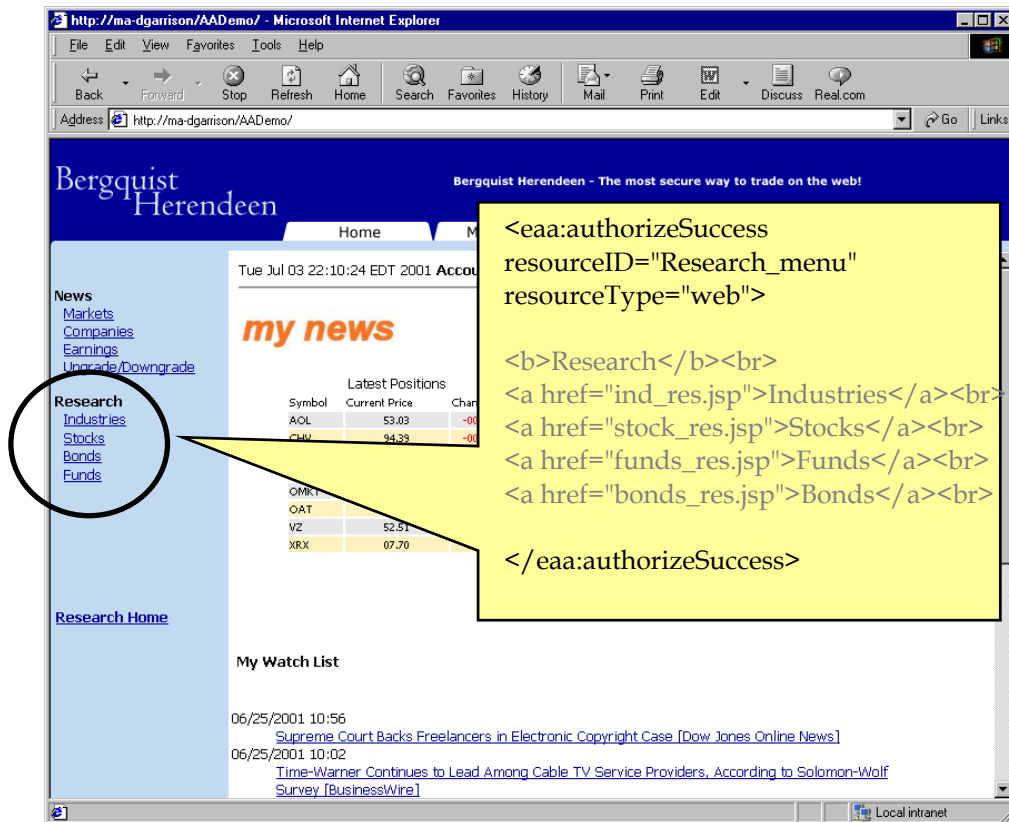 http://ma-dgarrison/AADemo/ - Microsoft Internet Explorer
File Edit View Favorites Tools Help
Back Forward Stop Refresh Home Search Favorites History Mail Print Edit Discuss Real.com
Address http://ma-dgarrison/AADemo/ Go Links
Bergquist
Herendeen
Bergquist Herendeen - The most secure way to trade on the web!
Home M
Tue Jul 03 22:10:24 EDT 2001 Accou
News
Markets
Companies
Earnings
Upgrade/Downgrade
Research
Industries
Stocks
Bonds
Funds
Research Home
my news
Latest Positions
Symbol Current Price Chan
AOL 53.03 -00
CHV 94.39 -00
OMKT
OAT
VZ 52.51
XRX 07.70
<eaa:authorizeSuccess
resourceID="Research_menu"
resourceType="web">
<b>Research</b><br>
<a href="ind_res.jsp">Industries</a><br>
<a href="stock_res.jsp">Stocks</a><br>
<a href="funds_res.jsp">Funds</a><br>
<a href="bonds_res.jsp">Bonds</a><br>
</eaa:authorizeSuccess>
My Watch List
06/25/2001 10:56
Supreme Court Backs Freelancers in Electronic Copyright Case [Dow Jones Online News]
06/25/2001 10:02
Time-Warner Continues to Lead Among Cable TV Service Providers, According to Solomon-Wolf
Survey [BusinessWire]
Local intranet